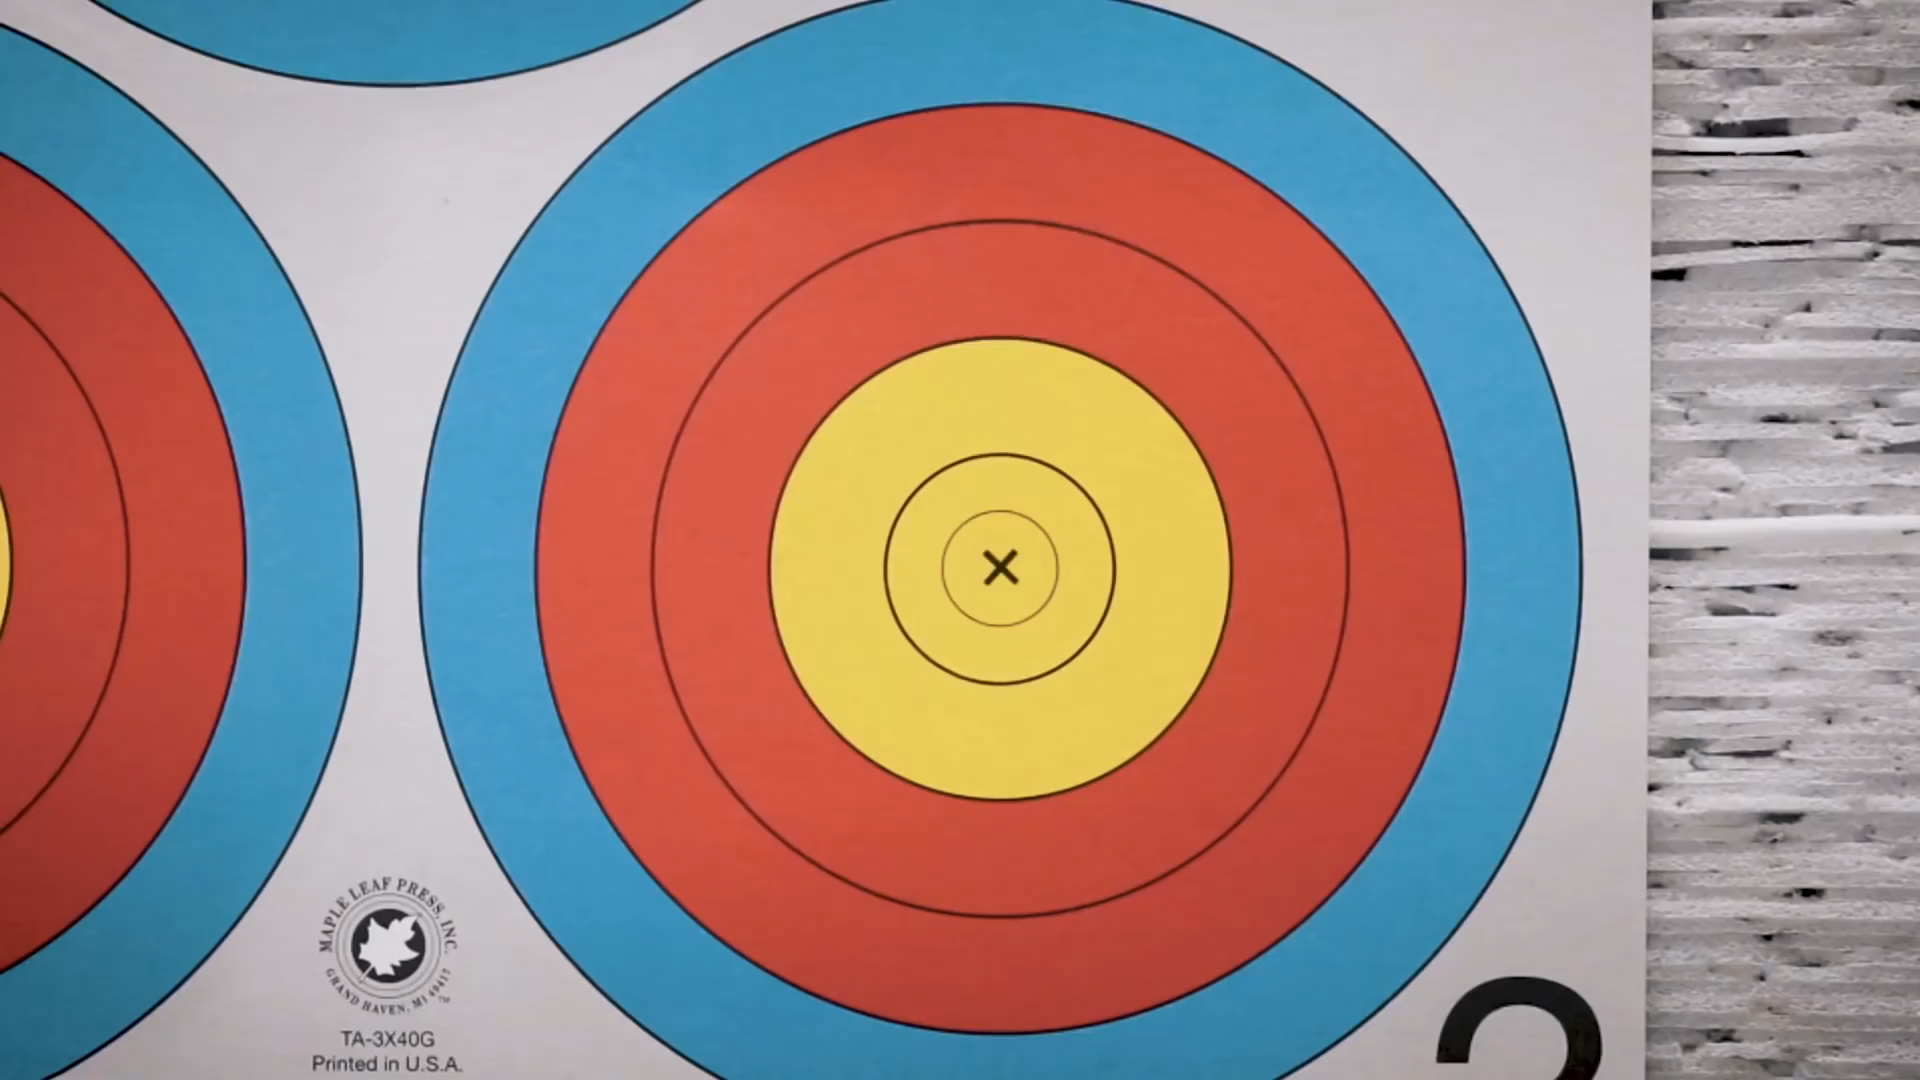 MAPLE LEAF PRESS, INC.
GRAND HAVEN, MI 49417
TA-3X40G
Printed in U.S.A.